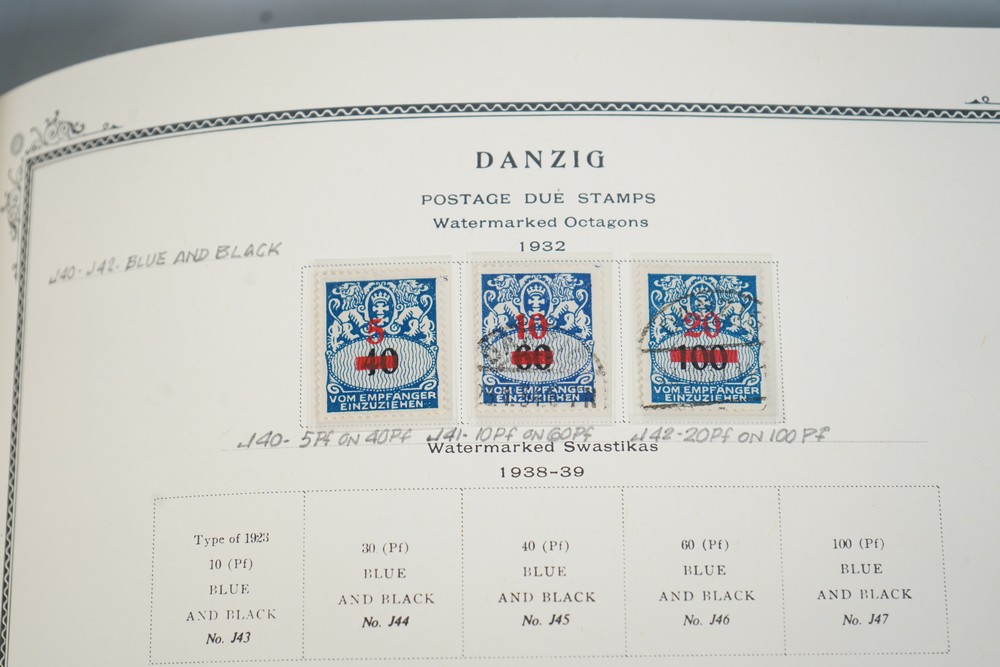 DANZIG
POSTAGE DUE STAMPS
Watermarked Octagons
1932
J40-J42-BLUE AND BLACK
5
40
VOM EMPFÄNGER
EINZUZIEHEN
10
60
VOM EMPFÄNGER
EINZUZIEHEN
20
100
VOM EMPFÄNGER
EINZUZIEHEN
J40-5Pf ON 40Pf J41-10Pf ON 60Pf J42-20Pf ON 100Pf
Watermarked Swastikas
1938-39
Type of 1923
10 (Pf)
BLUE
AND BLACK
No. J43
30 (Pf)
BLUE
AND BLACK
No. J44
40 (Pf)
BLUE
AND BLACK
No. J45
60 (Pf)
BLUE
AND BLACK
No. J46
100 (Pf)
BLUE
AND BLACK
No. J47